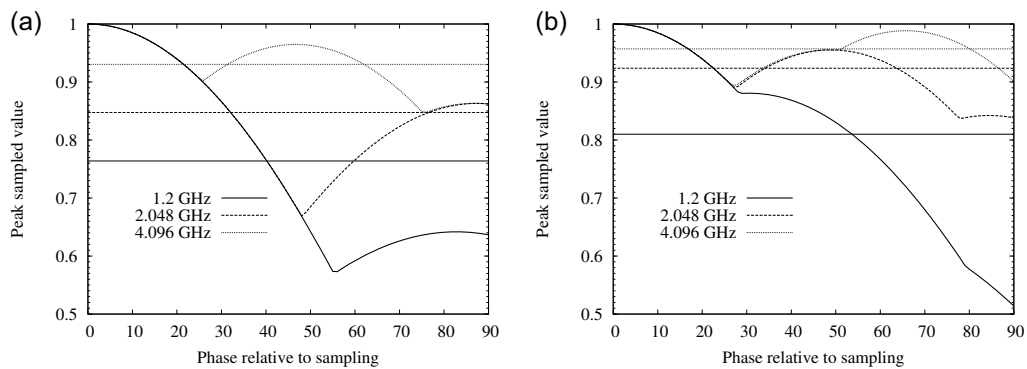 (a)
1
0.9
0.8
0.7
0.6
0.5
Peak sampled value
1.2 GHz
2.048 GHz
4.096 GHz
0 10 20 30 40 50 60 70 80 90
Phase relative to sampling
(b)
1
0.9
0.8
0.7
0.6
0.5
Peak sampled value
1.2 GHz
2.048 GHz
4.096 GHz
0 10 20 30 40 50 60 70 80 90
Phase relative to sampling